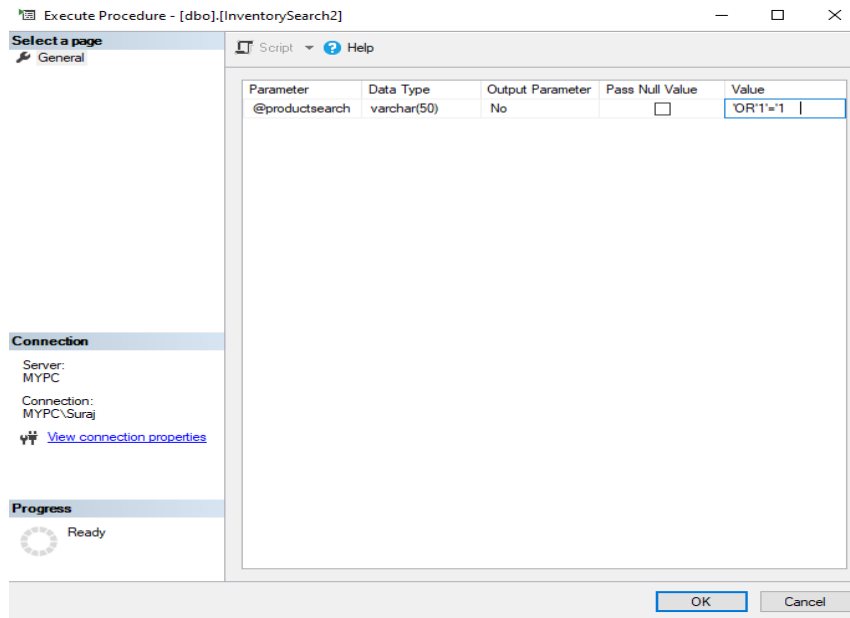 Execute Procedure - [dbo].[InventorySearch2]
Select a page
General
Script
Help
Parameter Data Type Output Parameter Pass Null Value Value
@productsearch varchar(50) No 'OR'1'='1
Connection
Server:
MYPC
Connection:
MYPC\Suraj
View connection properties
Progress
Ready
OK Cancel